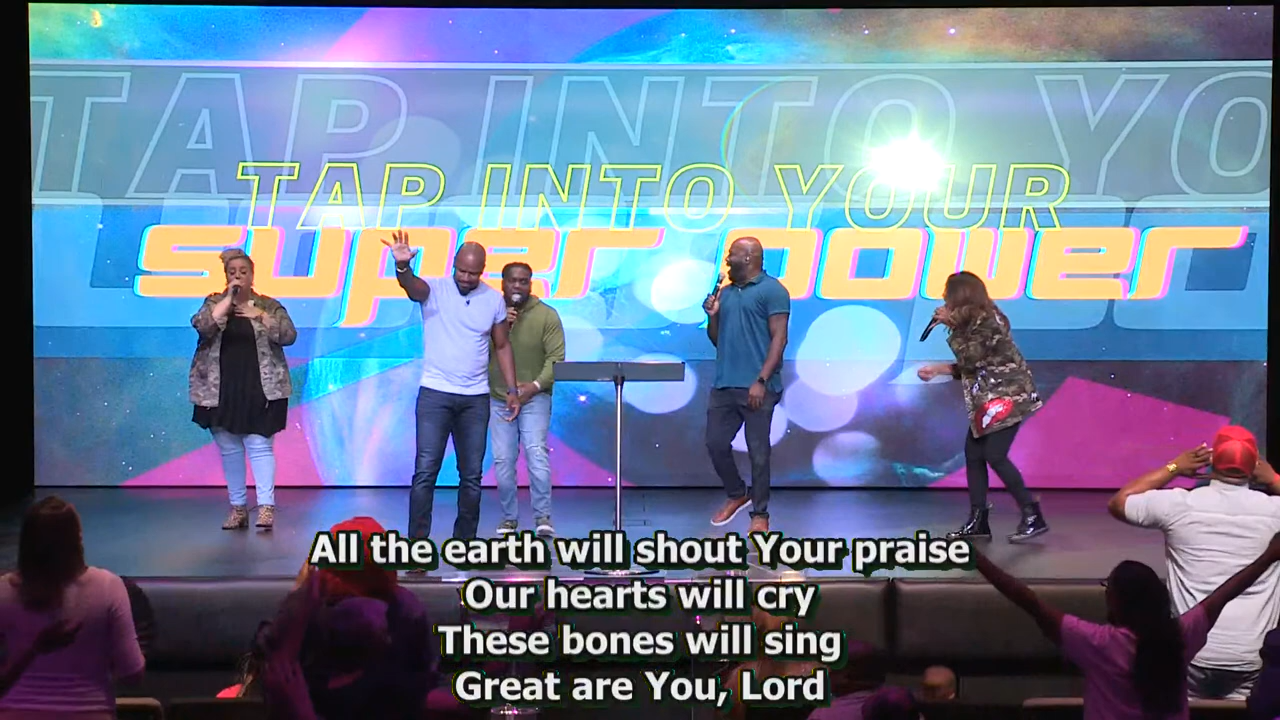 TAP INTO YO
TAP INTO YOUR
super power
All the earth will shout Your praise
Our hearts will cry
These bones will sing
Great are You, Lord